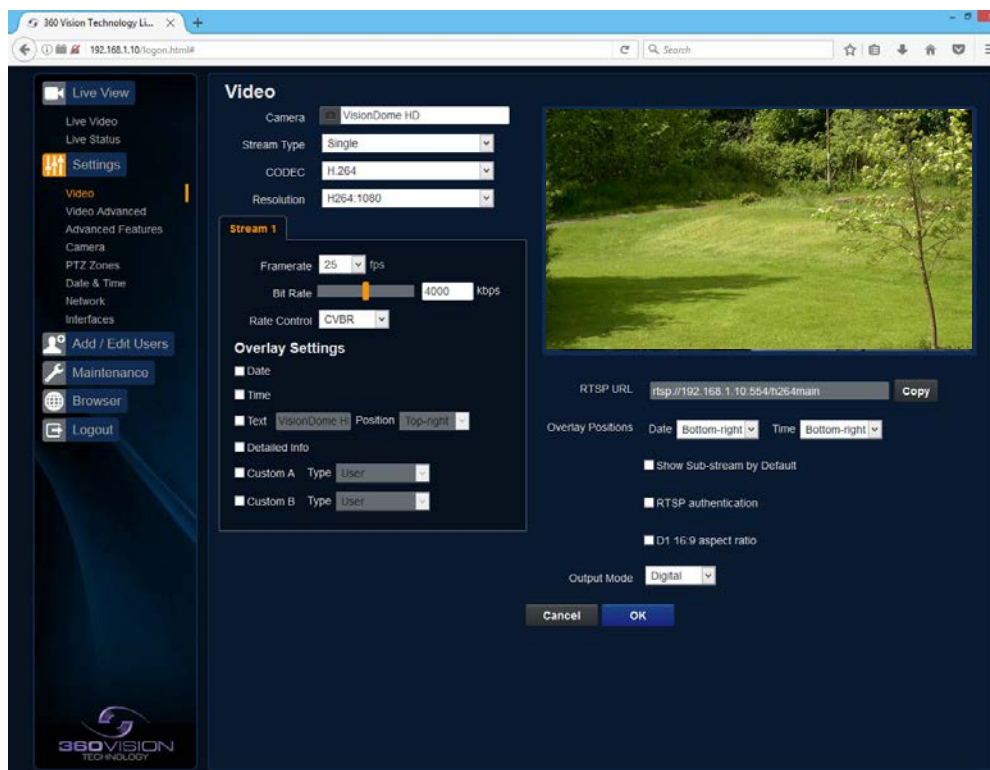 360 Vision Technology Li...
192.168.1.10/logon.html#
Search
Live View
Live Video
Live Status
Settings
Video
Video Advanced
Advanced Features
Camera
PTZ Zones
Date & Time
Network
Interfaces
Add / Edit Users
Maintenance
Browser
Logout
360VISION
TECHNOLOGY
Video
Camera VisionDome HD
Stream Type Single
CODEC H.264
Resolution H264:1080
Stream 1
Framerate 25 fps
Bit Rate 4000 kbps
Rate Control CVBR
Overlay Settings
Date
Time
Text VisionDome H Position Top-right
Detailed Info
Custom A Type User
Custom B Type User
RTSP URL rtsp://192.168.1.10:554/h264main Copy
Overlay Positions Date Bottom-right Time Bottom-right
Show Sub-stream by Default
RTSP authentication
D1 16:9 aspect ratio
Output Mode Digital
Cancel OK